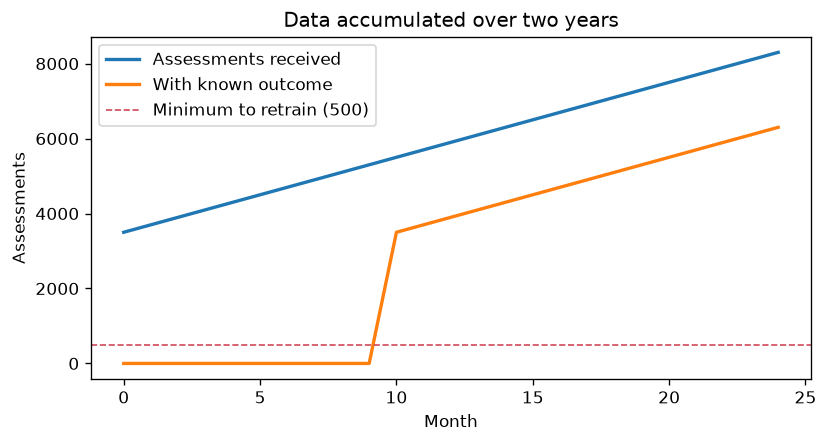 Data accumulated over two years
Assessments received
With known outcome
Minimum to retrain (500)
Assessments
8000
6000
4000
2000
0
0 5 10 15 20 25
Month